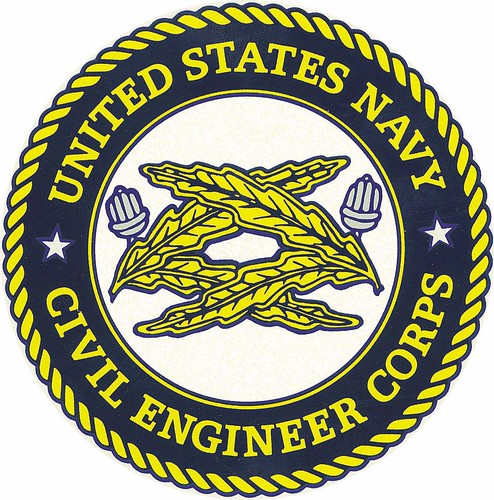 UNITED STATES NAVY
CIVIL ENGINEER CORPS